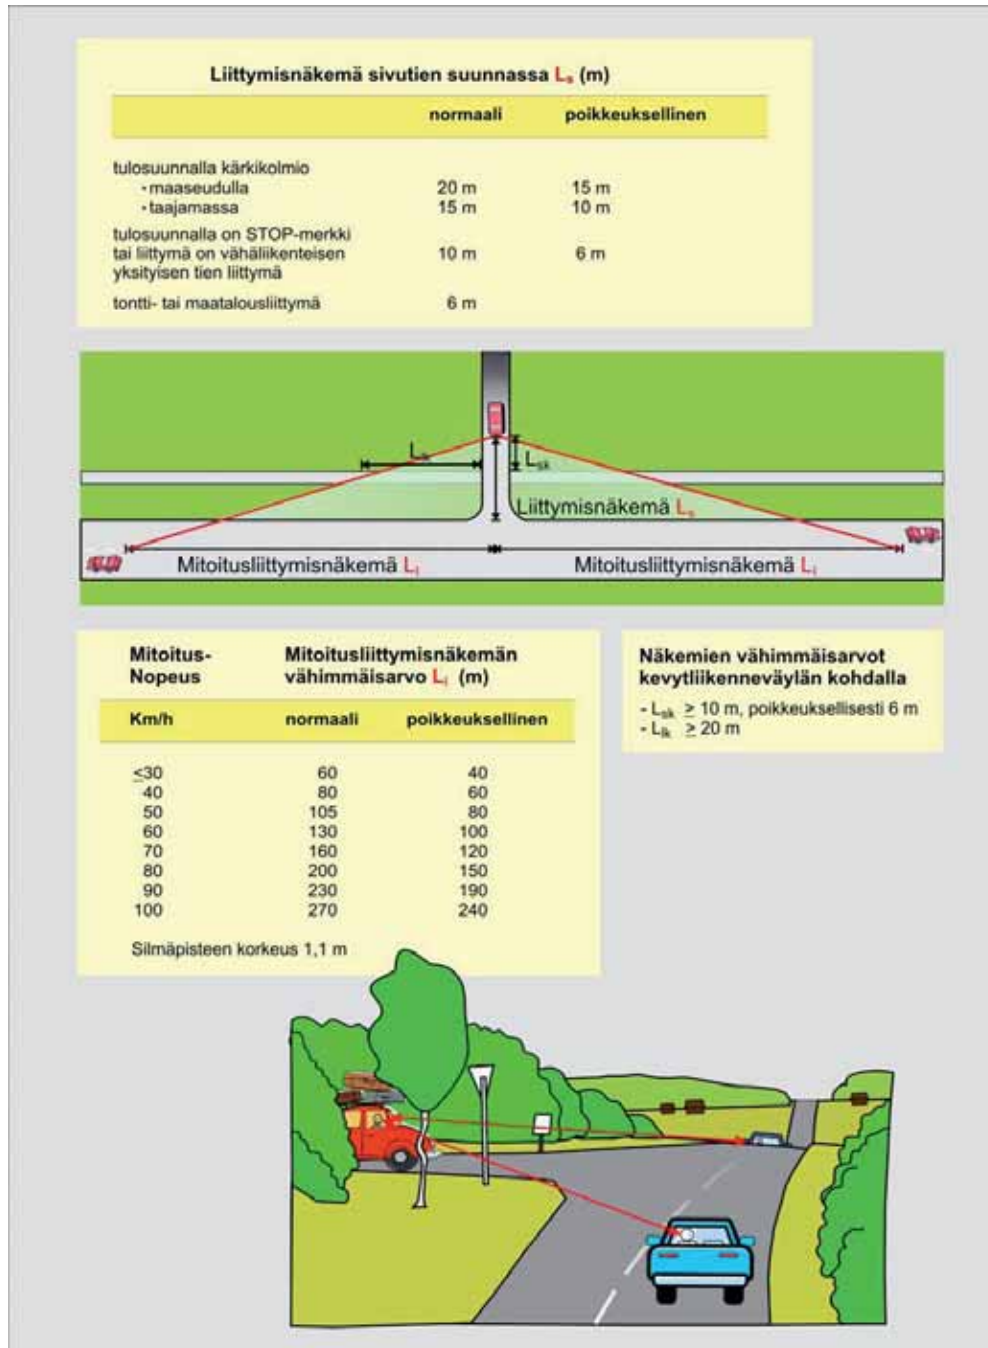 Liittymisnäkemä sivutien suunnassa Ls (m)
normaali poikkeuksellinen
tulosuunnalla kärkikolmio
- maaseudulla 20 m 15 m
- taajamassa 15 m 10 m
tulosuunnalla on STOP-merkki
tai liittymä on vähäliikenteisen 10 m 6 m
yksityisen tien liittymä
tontti- tai maatalousliittymä 6 m
Llk
Lsk
Liittymisnäkemä Ls
Mitoitusliittymisnäkemä Ll Mitoitusliittymisnäkemä Ll
Mitoitus- Mitoitusliittymisnäkemän
Nopeus vähimmäisarvo Ll (m)
Km/h normaali poikkeuksellinen
≤30 60 40
40 80 60
50 105 80
60 130 100
70 160 120
80 200 150
90 230 190
100 270 240
Silmäpisteen korkeus 1,1 m
Näkemien vähimmäisarvot
kevytliikenneväylän kohdalla
- Lsk ≥ 10 m, poikkeuksellisesti 6 m
- Llk ≥ 20 m